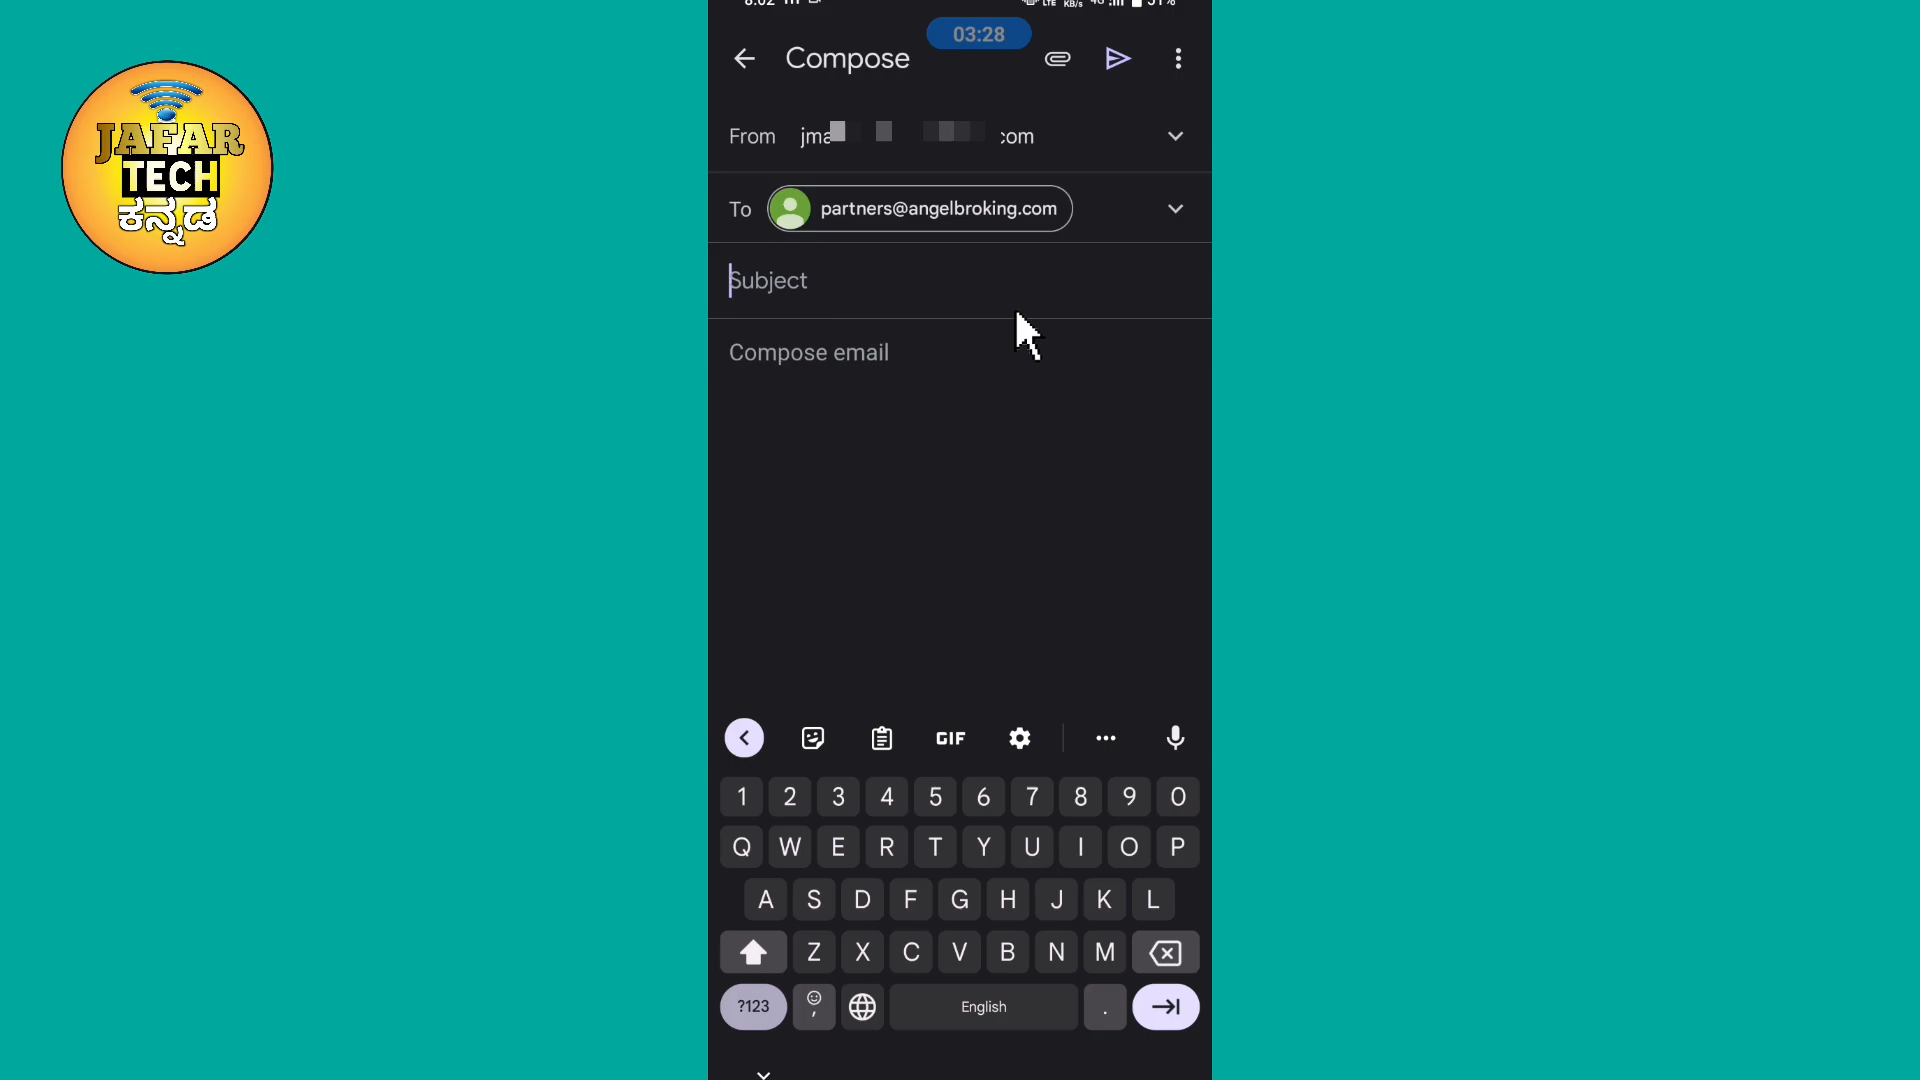 JAFAR
TECH
ಕನ್ನಡ
03:28
Compose
From jma com
To partners@angelbroking.com
Subject
Compose email
GIF
1 2 3 4 5 6 7 8 9 0
Q W E R T Y U I O P
A S D F G H J K L
Z X C V B N M
?123 , English .